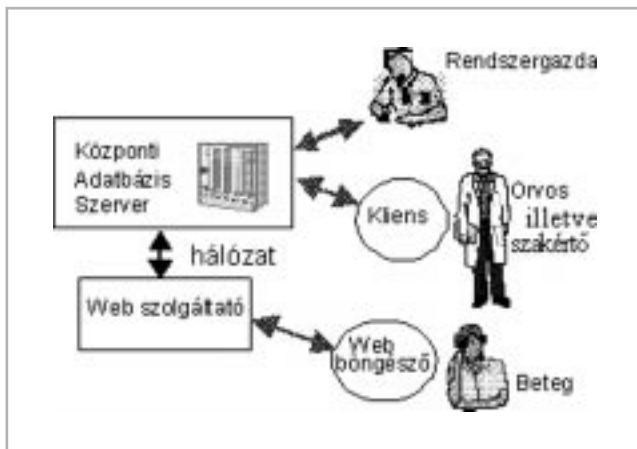 Rendszergazda
Központi
Adatbázis
Szerver
Kliens
Orvos
illetve
szakértő
hálózat
Web szolgáltató
Web
böngésző
Beteg